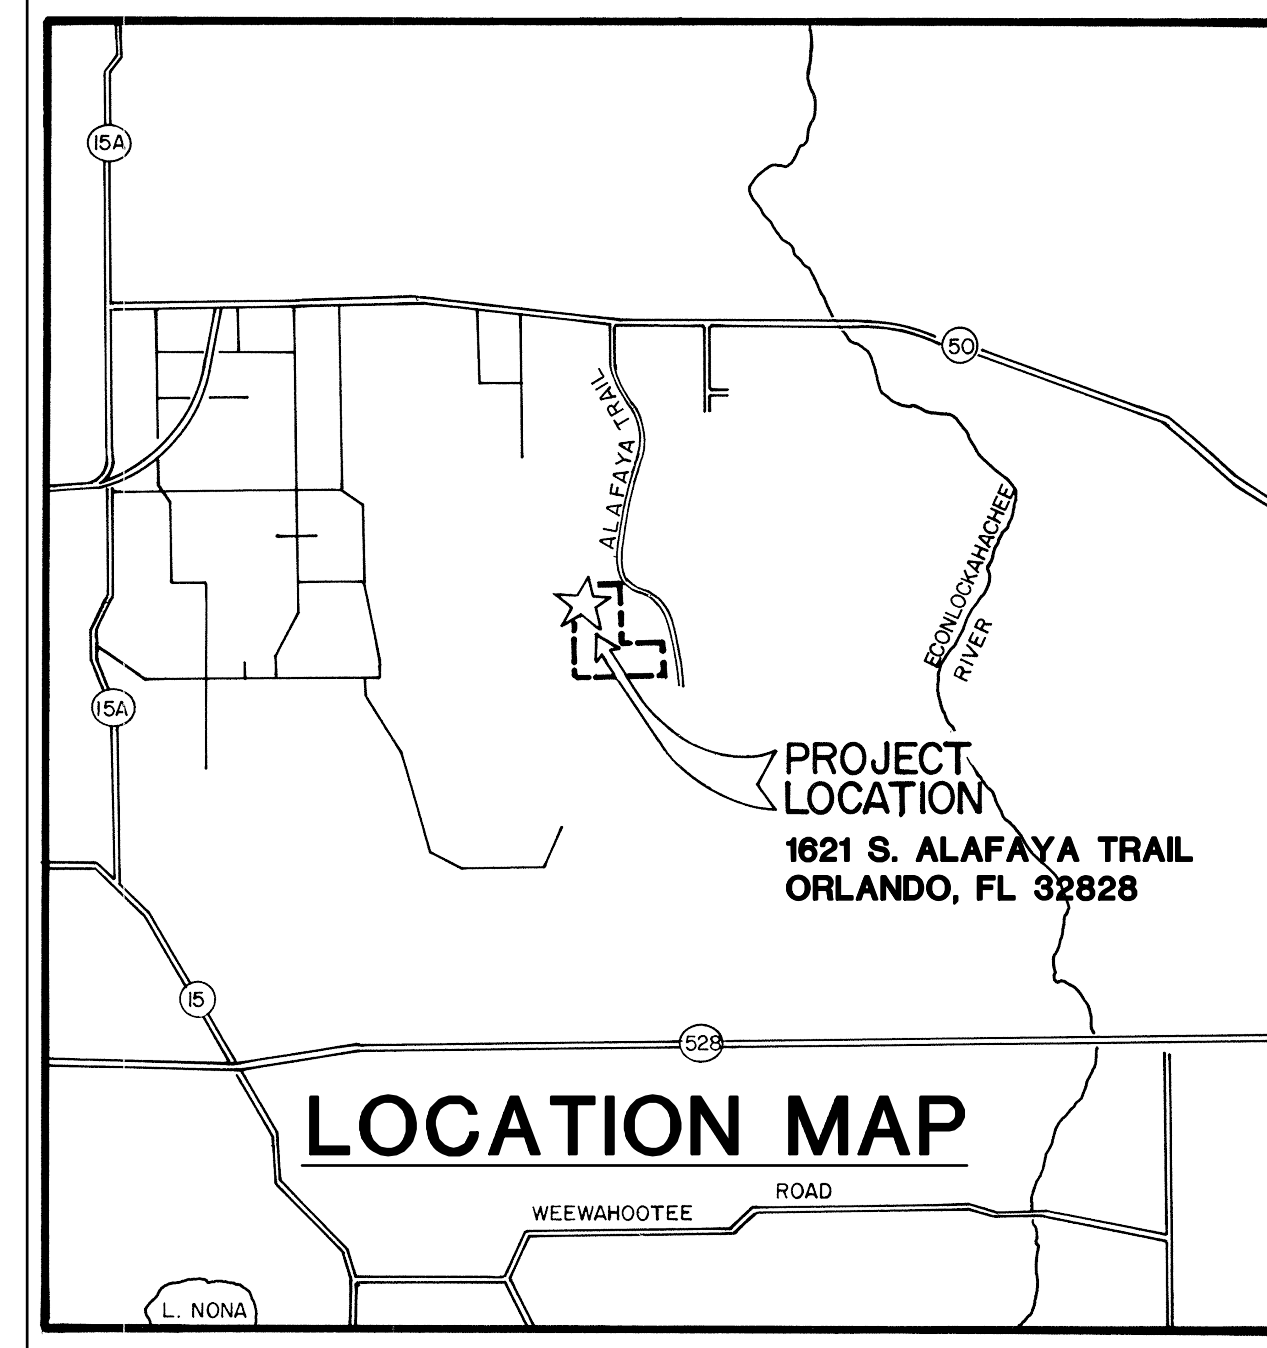 15A
50
ALAFAYA TRAIL
ECONLOCKAHACHEE
RIVER
15A
PROJECT
LOCATION
1621 S. ALAFAYA TRAIL
ORLANDO, FL 32828
15
528
LOCATION MAP
ROAD
WEEWAHOOTEE
L. NONA